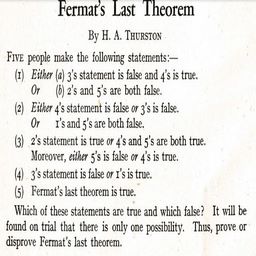 Fermat's Last Theorem
By H. A. Thurston
Five people make the following statements:—
(1) Either (a) 3's statement is false and 4's is true.
Or (b) 2's and 5's are both false.
(2) Either 4's statement is false or 3's is false.
Or 1's and 5's are both false.
(3) 2's statement is true or 4's and 5's are both true.
Moreover, either 5's is false or 4's is true.
(4) 3's statement is false or 1's is true.
(5) Fermat's last theorem is true.
Which of these statements are true and which false? It will be
found on trial that there is only one possibility. Thus, prove or
disprove Fermat's last theorem.